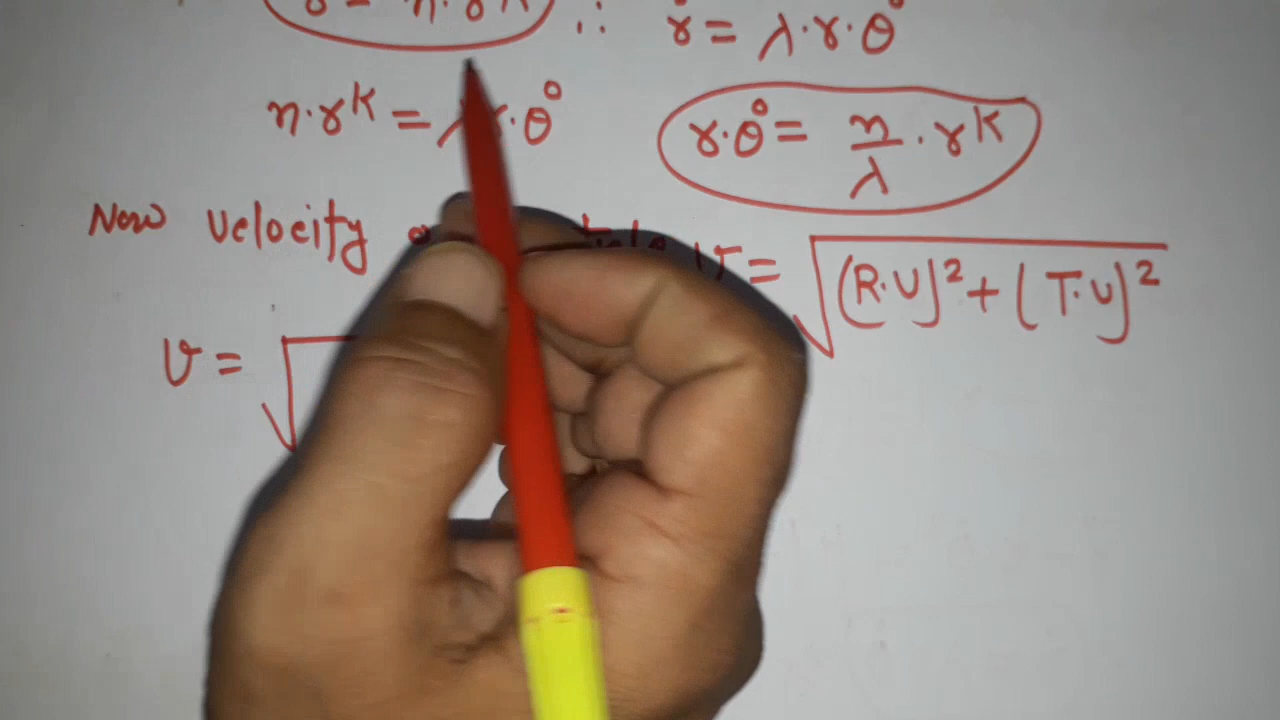 ∴ ṙ = λ·r·θ°
n·r^k = λ r·θ° r·θ° = n/λ · r^k
Now velocity v = √(R·V)² + (T·V)²
v = √